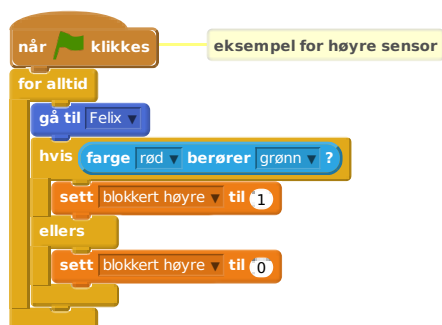 når klikkes
eksempel for høyre sensor
for alltid
gå til Felix
hvis farge rød berører grønn ?
sett blokkert høyre til 1
ellers
sett blokkert høyre til 0